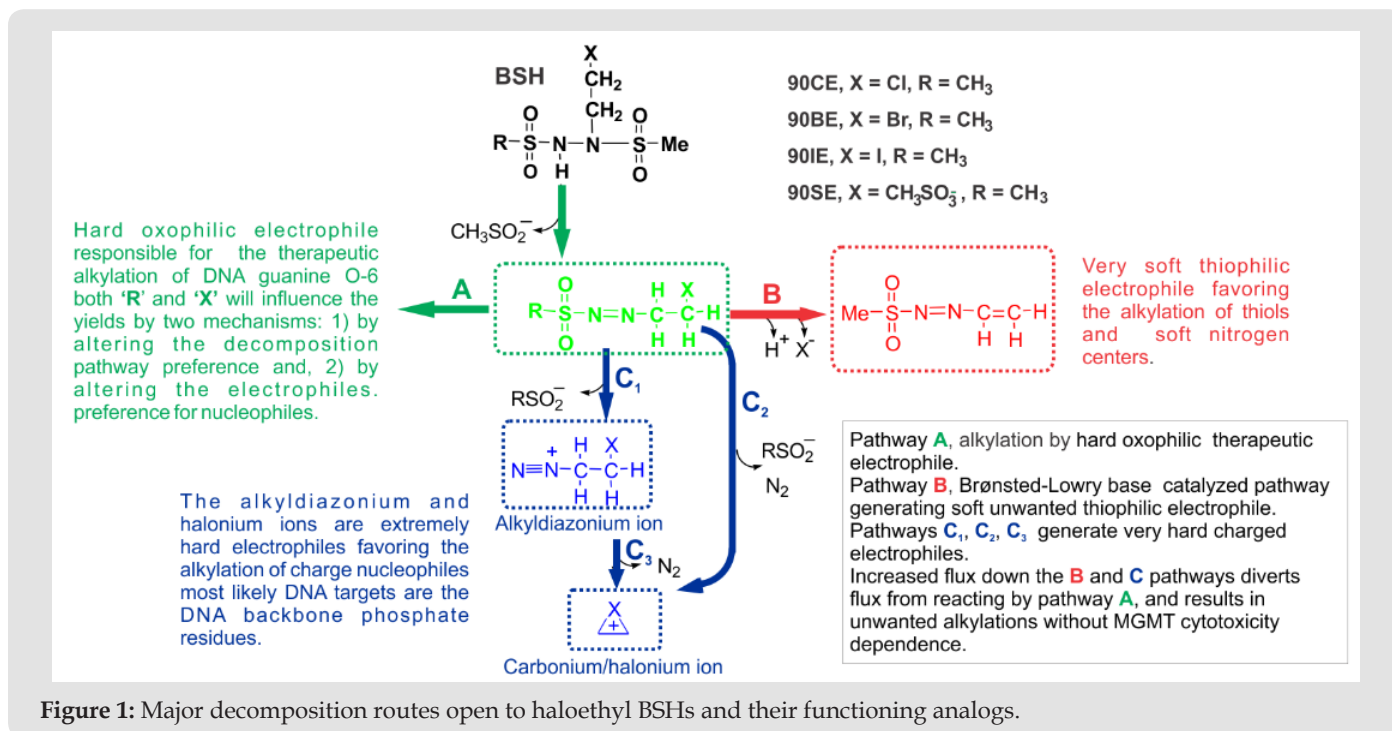 BSH
X
CH2
CH2
O O
R–S–N–N–S–Me
O H O
90CE, X = Cl, R = CH3
90BE, X = Br, R = CH3
90IE, X = I, R = CH3
90SE, X = CH3SO3-, R = CH3
CH3SO2-
Hard oxophilic electrophile
responsible for the therapeutic
alkylation of DNA guanine O-6
both ‘R’ and ‘X’ will influence the
yields by two mechanisms: 1) by
altering the decomposition
pathway preference and, 2) by
altering the electrophiles.
preference for nucleophiles.
A
O H X
R–S–N=N–C–C–H
O H H
B
H+ X-
O
Me–S–N=N–C=C–H
O H H
Very soft thiophilic
electrophile favoring
the alkylation of thiols
and soft nitrogen
centers.
RSO2-
C1
C2
RSO2-
N2
+ H X
N≡N–C–C–H
H H
Alkyldiazonium ion
C3
N2
X
+
Carbonium/halonium ion
The alkyldiazonium and
halonium ions are extremely
hard electrophiles favoring the
alkylation of charge nucleophiles
most likely DNA targets are the
DNA backbone phosphate
residues.
Pathway A, alkylation by hard oxophilic therapeutic
electrophile.
Pathway B, Brønsted-Lowry base catalyzed pathway
generating soft unwanted thiophilic electrophile.
Pathways C1, C2, C3 generate very hard charged
electrophiles.
Increased flux down the B and C pathways diverts
flux from reacting by pathway A, and results in
unwanted alkylations without MGMT cytotoxicity
dependence.
Figure 1: Major decomposition routes open to haloethyl BSHs and their functioning analogs.